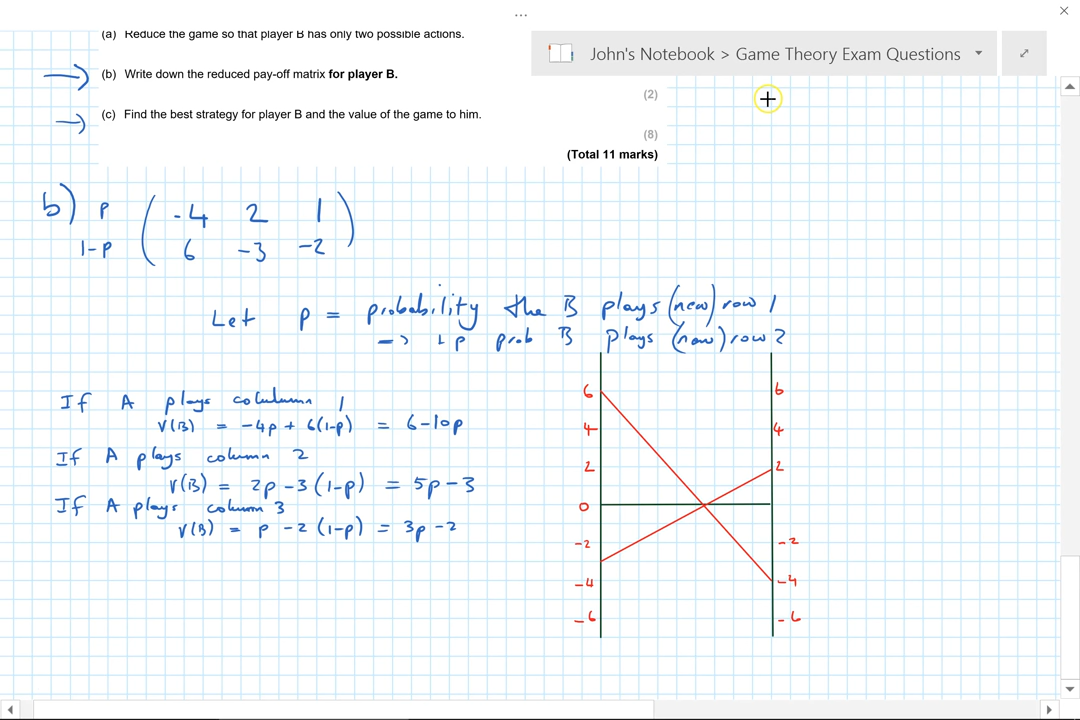 (a) Reduce the game so that player B has only two possible actions.
John's Notebook > Game Theory Exam Questions
(b) Write down the reduced pay-off matrix for player B.
(2)
(c) Find the best strategy for player B and the value of the game to him.
(8)
(Total 11 marks)
b) p -4 2 1
1-p 6 -3 -2
Let p = probability the B plays (new) row 1
→ 1-p prob B plays (new) row 2
If A plays colulumn 1
V(B) = -4p + 6(1-p) = 6-10p
If A plays column 2
V(B) = 2p-3(1-p) = 5p-3
If A plays column 3
V(B) = p-2(1-p) = 3p-2
6 6
4 4
2 2
0
-2 -2
-4 -4
-6 -6